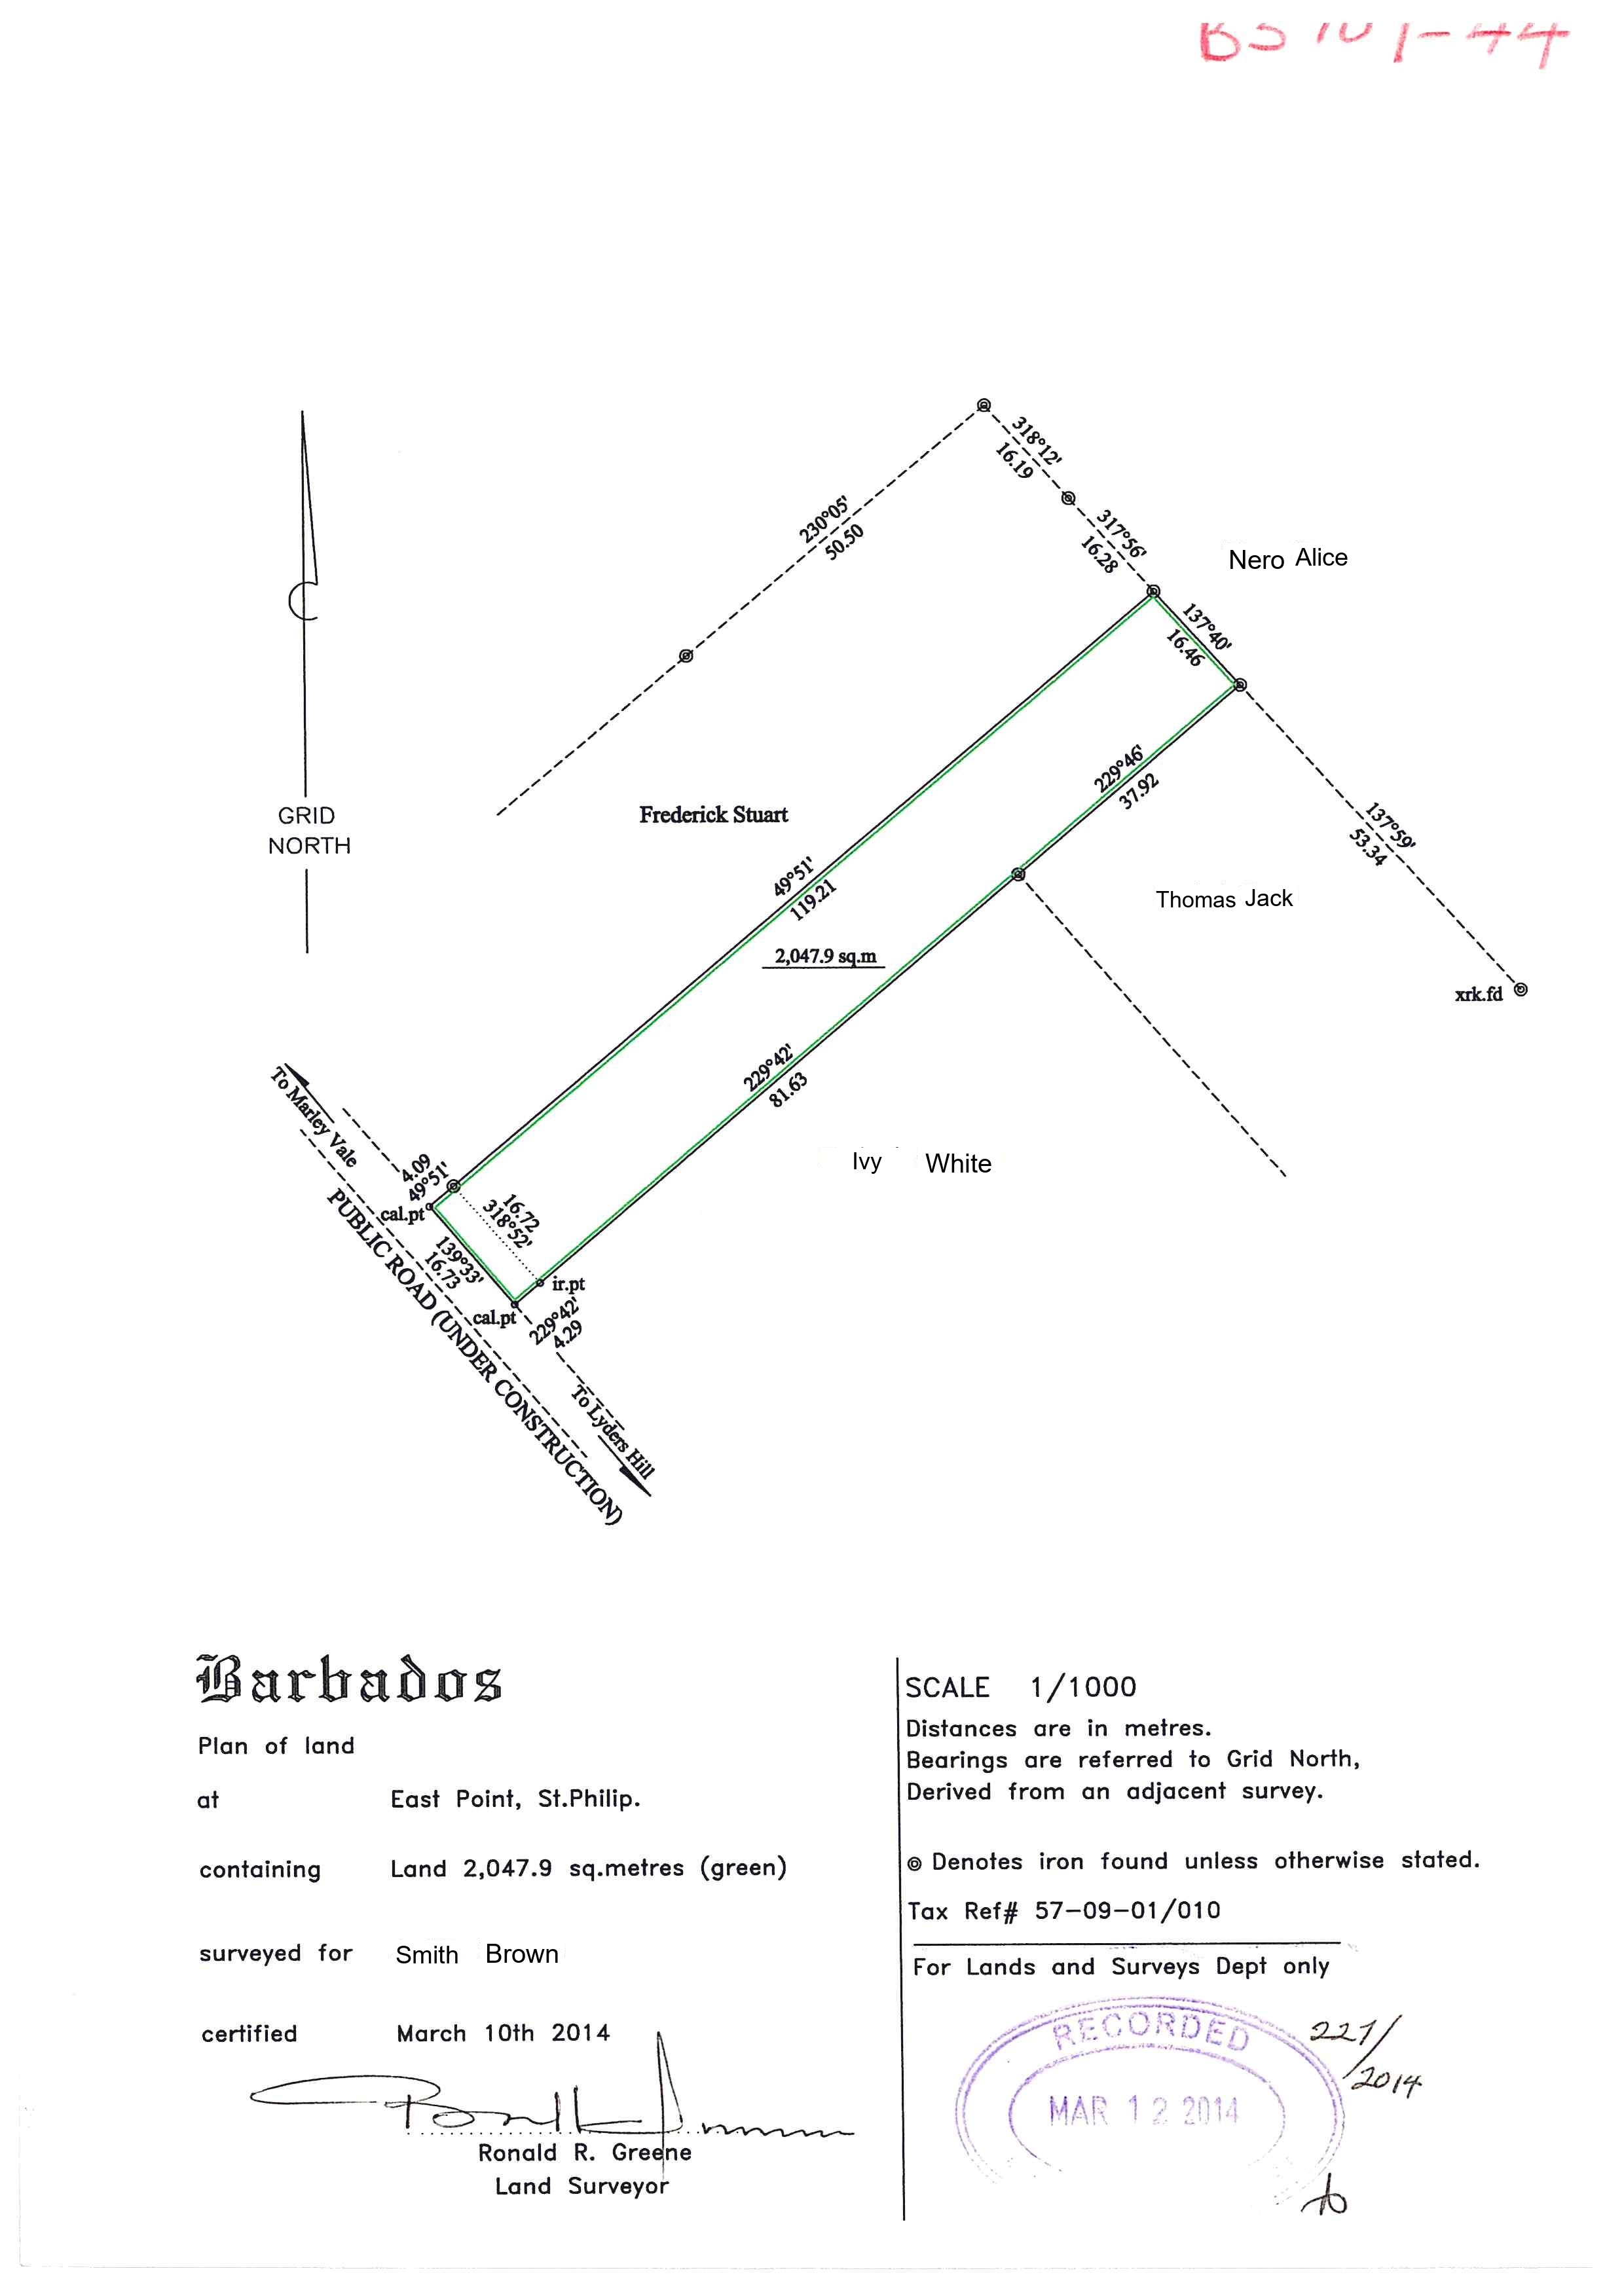 318°12'
16.19
317°56'
16.28
230°05'
50.50
Nero Alice
137°40'
16.46
229°46'
37.92
GRID
NORTH
Frederick Stuart
49°51'
119.21
137°59'
53.34
Thomas Jack
2,047.9 sq.m
xrk.fd
229°42'
81.63
To Marley Vale
Ivy White
4.09
49°51'
cal.pt
16.72
318°52'
139°33'
16.73
ir.pt
cal.pt
229°42'
4.29
PUBLIC ROAD (UNDER CONSTRUCTION)
To Lyders Hill
Barbados
Plan of land
at East Point, St.Philip.
containing Land 2,047.9 sq.metres (green)
surveyed for Smith Brown
certified March 10th 2014
Ronald R. Greene
Land Surveyor
SCALE 1/1000
Distances are in metres.
Bearings are referred to Grid North,
Derived from an adjacent survey.
Denotes iron found unless otherwise stated.
Tax Ref# 57-09-01/010
For Lands and Surveys Dept only
RECORDED
MAR 12 2014
221/
2014